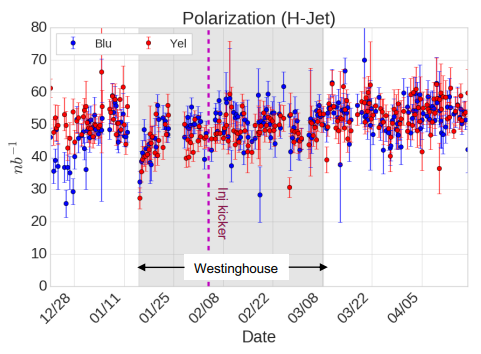 Polarization (H-Jet)
80
70
60
50
40
30
20
10
0
nb⁻¹
Blu
Yel
Inj kicker
Westinghouse
12/28
01/11
01/25
02/08
02/22
03/08
03/22
04/05
Date